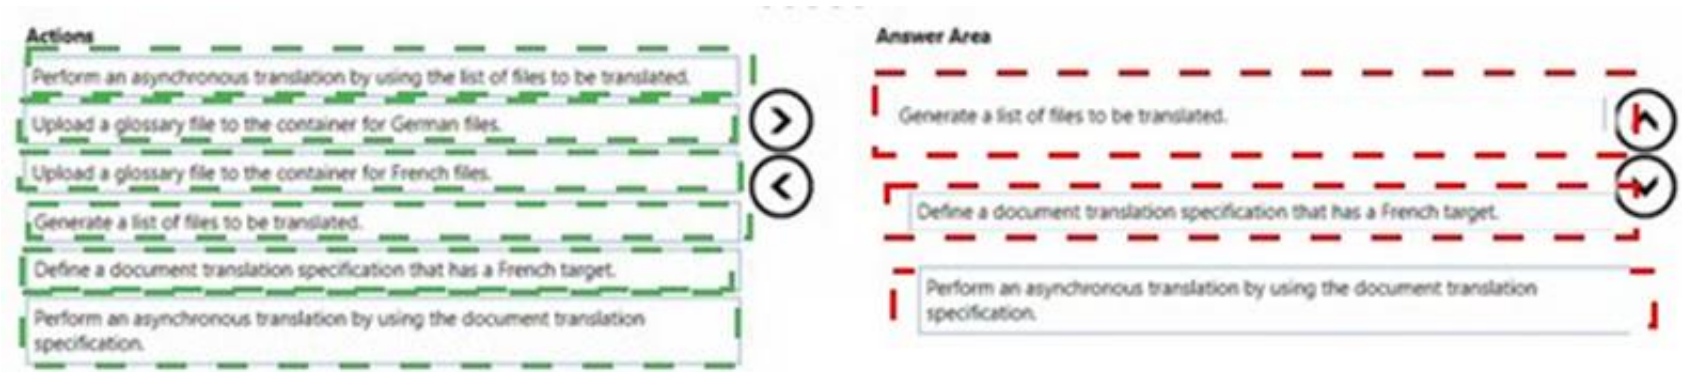 Actions
Perform an asynchronous translation by using the list of files to be translated.
Upload a glossary file to the container for German files.
Upload a glossary file to the container for French files.
Generate a list of files to be translated.
Define a document translation specification that has a French target.
Perform an asynchronous translation by using the document translation
specification.
Answer Area
Generate a list of files to be translated.
Define a document translation specification that has a French target.
Perform an asynchronous translation by using the document translation
specification.